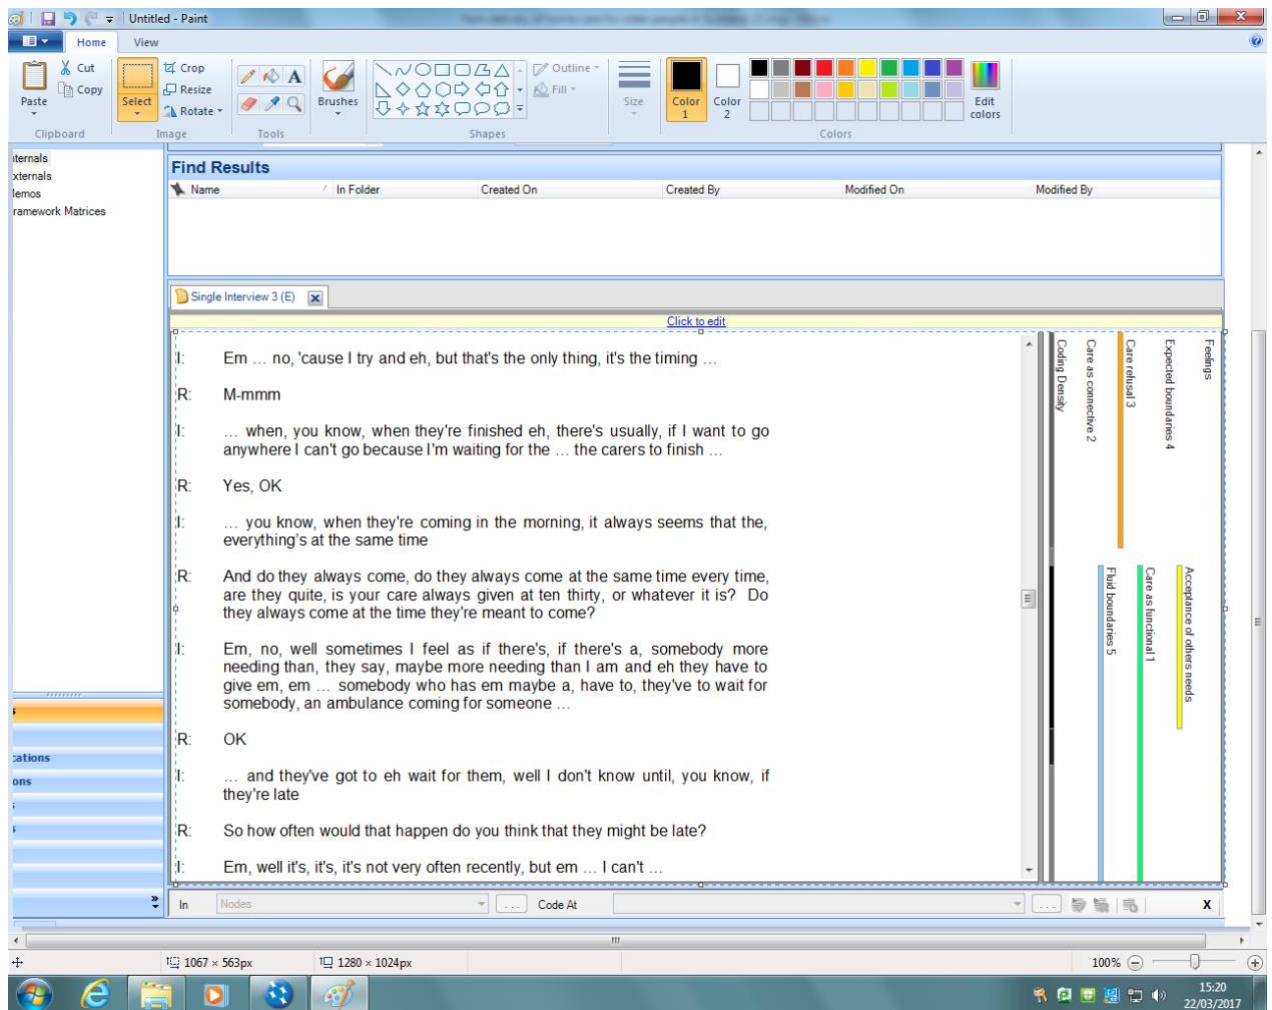 Untitled - Paint
Home View
Paste
Cut
Copy
Select
Crop
Resize
Rotate
Brushes
Outline
Fill
Size
Color 1
Color 2
Edit colors
Clipboard Image Tools Shapes Colors
ternals
xternals
lemos
ramework Matrices
Find Results
Name In Folder Created On Created By Modified On Modified By
Single Interview 3 (E)
Click to edit
I: Em ... no, 'cause I try and eh, but that's the only thing, it's the timing ...
R: M-mmm
I: ... when, you know, when they're finished eh, there's usually, if I want to go
anywhere I can't go because I'm waiting for the ... the carers to finish ...
R: Yes, OK
I: ... you know, when they're coming in the morning, it always seems that the,
everything's at the same time
R: And do they always come, do they always come at the same time every time,
are they quite, is your care always given at ten thirty, or whatever it is? Do
they always come at the time they're meant to come?
I: Em, no, well sometimes I feel as if there's, if there's a, somebody more
needing than, they say, maybe more needing than I am and eh they have to
give em, em ... somebody who has em maybe a, have to, they've to wait for
somebody, an ambulance coming for someone ...
R: OK
I: ... and they've got to eh wait for them, well I don't know until, you know, if
they're late
R: So how often would that happen do you think that they might be late?
I: Em, well it's, it's, it's not very often recently, but em ... I can't ...
Coding Density
Care as connective 2
Fluid boundaries 5
Care refusal 3
Care as functional 1
Expected boundaries 4
Acceptance of others needs
Feelings
cations
ons
In Nodes ... Code At ... X
1067 × 563px 1280 × 1024px 100%
15:20
22/03/2017